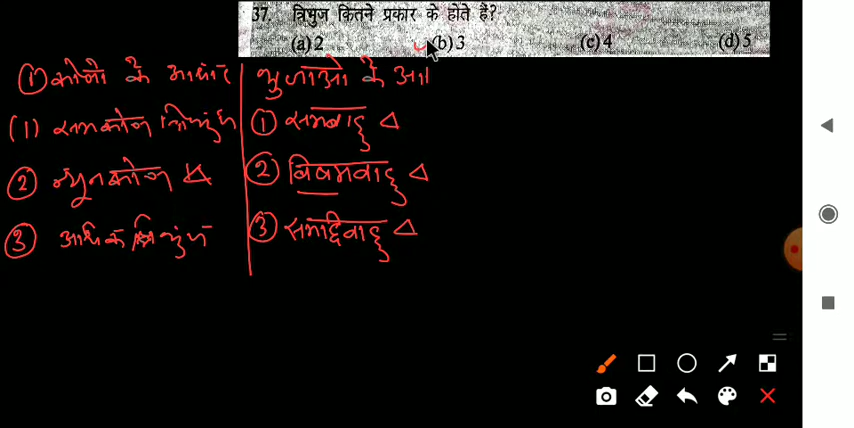 37. त्रिभुज कितने प्रकार के होते हैं?
(a) 2 (b) 3 (c) 4 (d) 5
① कोणो के आधार
(1) समकोण त्रिभुज
② न्यूनकोण Δ
③ अधिक त्रिभुज
भुजाओ के आ
① समबाहु Δ
② विषमबाहु Δ
③ समद्विबाहु Δ